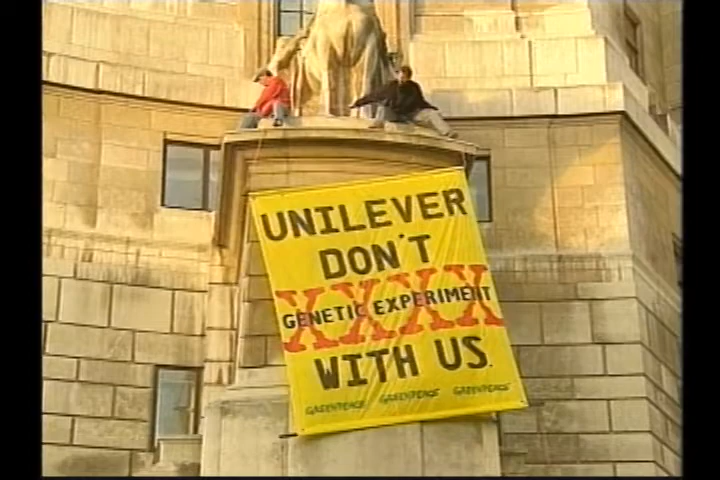 UNILEVER
DON'T
XXXX
GENETIC EXPERIMENT
WITH US.
GREENPEACE GREENPEACE GREENPEACE